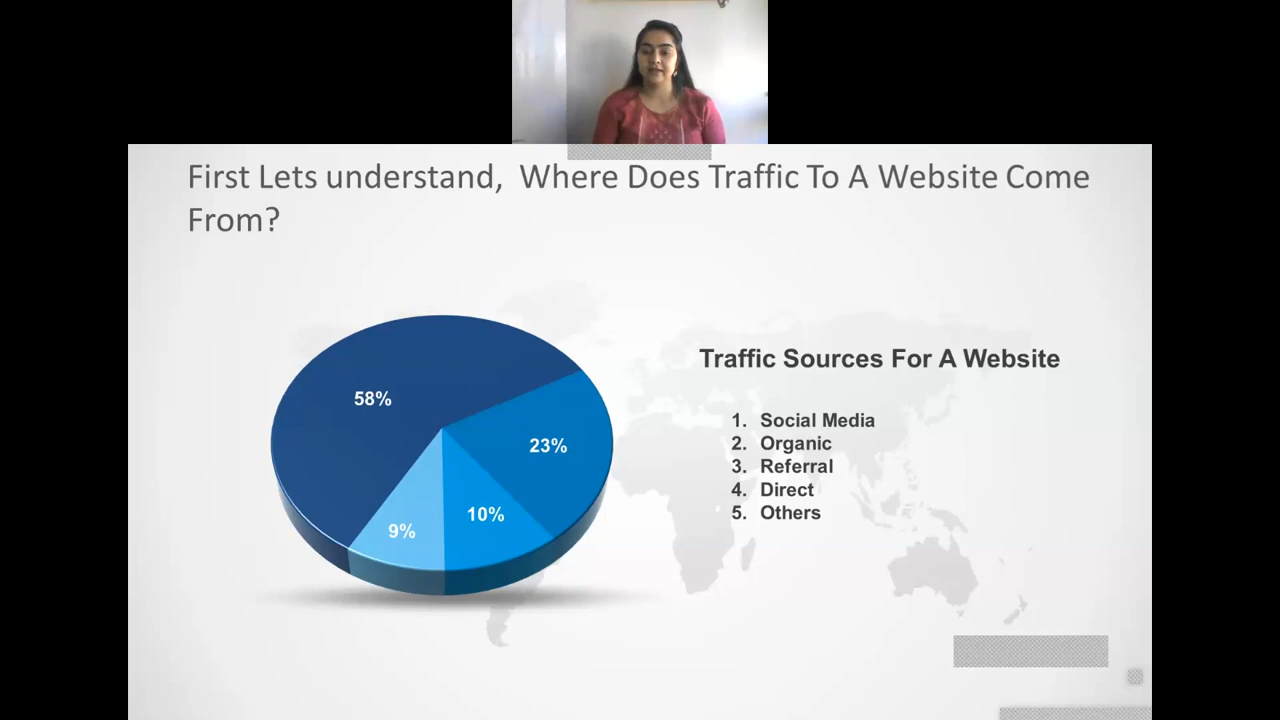 First Lets understand, Where Does Traffic To A Website Come
From?
58%
23%
10%
9%
Traffic Sources For A Website
1. Social Media
2. Organic
3. Referral
4. Direct
5. Others